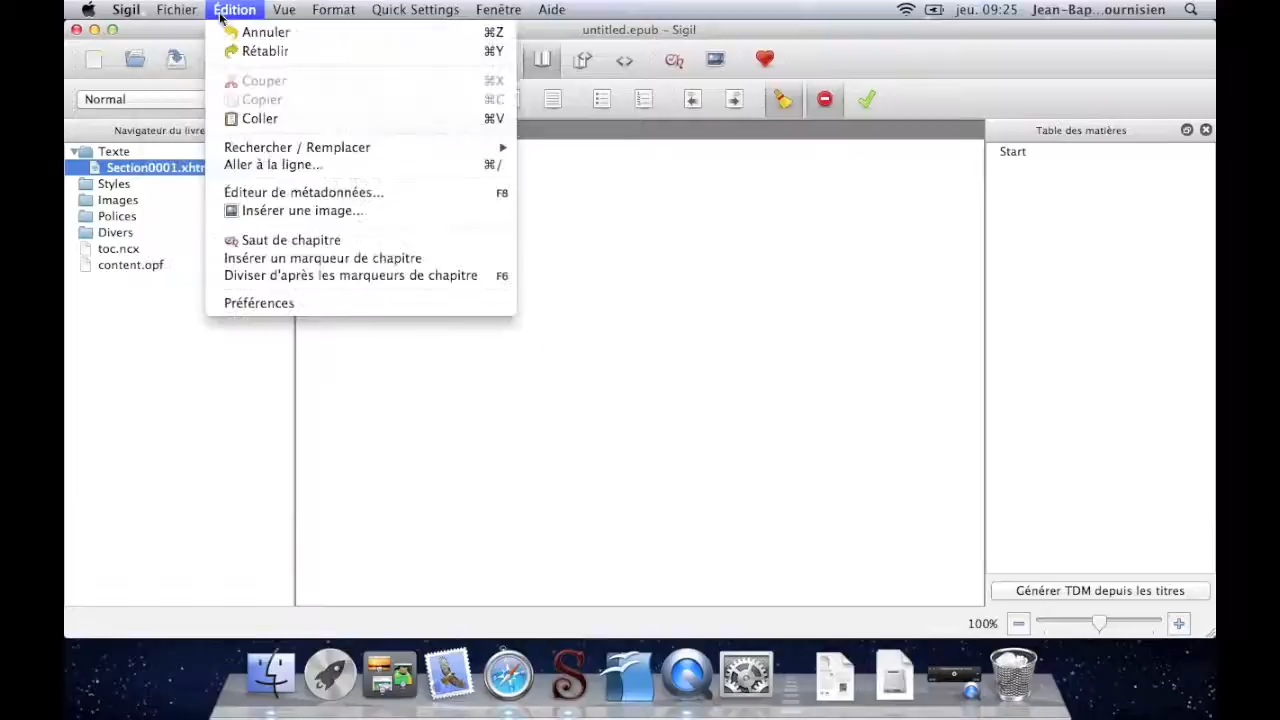 Sigil Fichier Édition Vue Format Quick Settings Fenêtre Aide jeu. 09:25 Jean-Bap...ournisien
untitled.epub – Sigil
Annuler ⌘Z
Rétablir ⌘Y
Couper ⌘X
Copier ⌘C
Coller ⌘V
Rechercher / Remplacer
Aller à la ligne... ⌘/
Éditeur de métadonnées... F8
Insérer une image...
Saut de chapitre
Insérer un marqueur de chapitre
Diviser d'après les marqueurs de chapitre F6
Préférences
Normal
Navigateur du livre
Texte
Section0001.xhtm
Styles
Images
Polices
Divers
toc.ncx
content.opf
Table des matières
Start
Générer TDM depuis les titres
100%